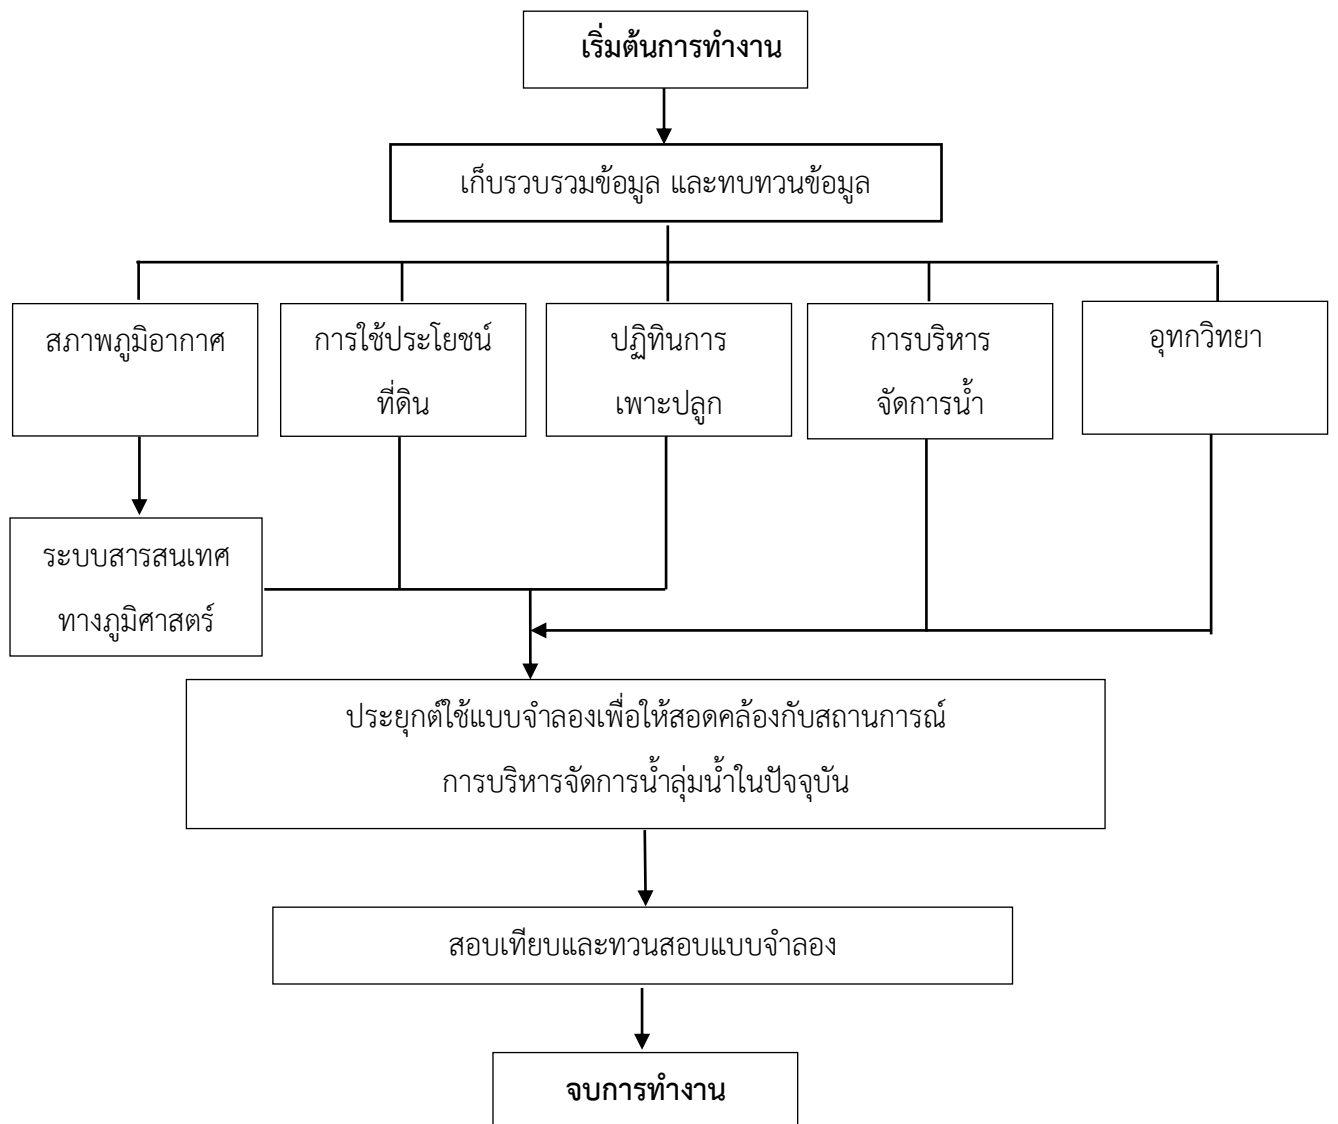 เริ่มต้นการทำงาน
เก็บรวบรวมข้อมูล และทบทวนข้อมูล
สภาพภูมิอากาศ
การใช้ประโยชน์
ที่ดิน
ปฏิทินการ
เพาะปลูก
การบริหาร
จัดการน้ำ
อุทกวิทยา
ระบบสารสนเทศ
ทางภูมิศาสตร์
ประยุกต์ใช้แบบจำลองเพื่อให้สอดคล้องกับสถานการณ์
การบริหารจัดการน้ำลุ่มน้ำในปัจจุบัน
สอบเทียบและทวนสอบแบบจำลอง
จบการทำงาน